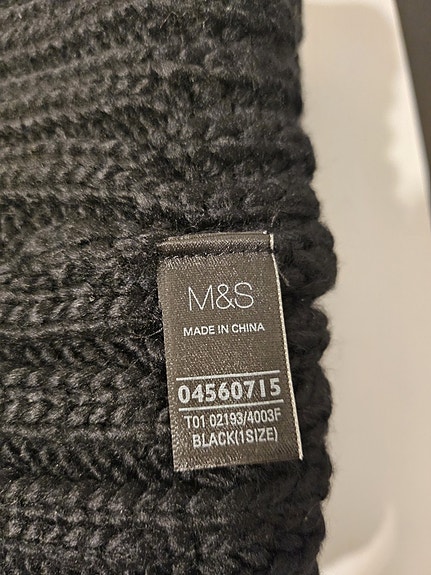 M&S
MADE IN CHINA
04560715
T01 02193/4003F
BLACK(1SIZE)